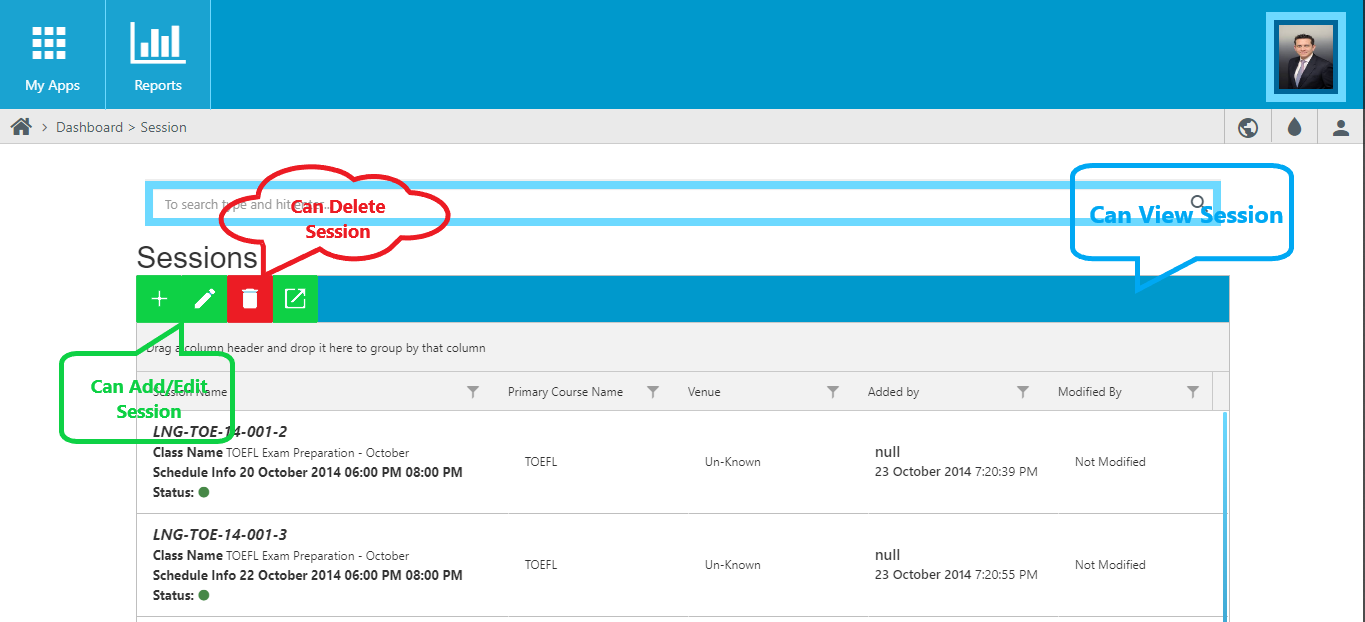 My Apps
Reports
Dashboard > Session
To search type and hit enter...
Can Delete
Session
Can View Session
Sessions
Drag a column header and drop it here to group by that column
Can Add/Edit
Session
Session Name
Primary Course Name
Venue
Added by
Modified By
LNG-TOE-14-001-2
Class Name TOEFL Exam Preparation - October
Schedule Info 20 October 2014 06:00 PM 08:00 PM
Status:
TOEFL
Un-Known
null
23 October 2014 7:20:39 PM
Not Modified
LNG-TOE-14-001-3
Class Name TOEFL Exam Preparation - October
Schedule Info 22 October 2014 06:00 PM 08:00 PM
Status:
TOEFL
Un-Known
null
23 October 2014 7:20:55 PM
Not Modified